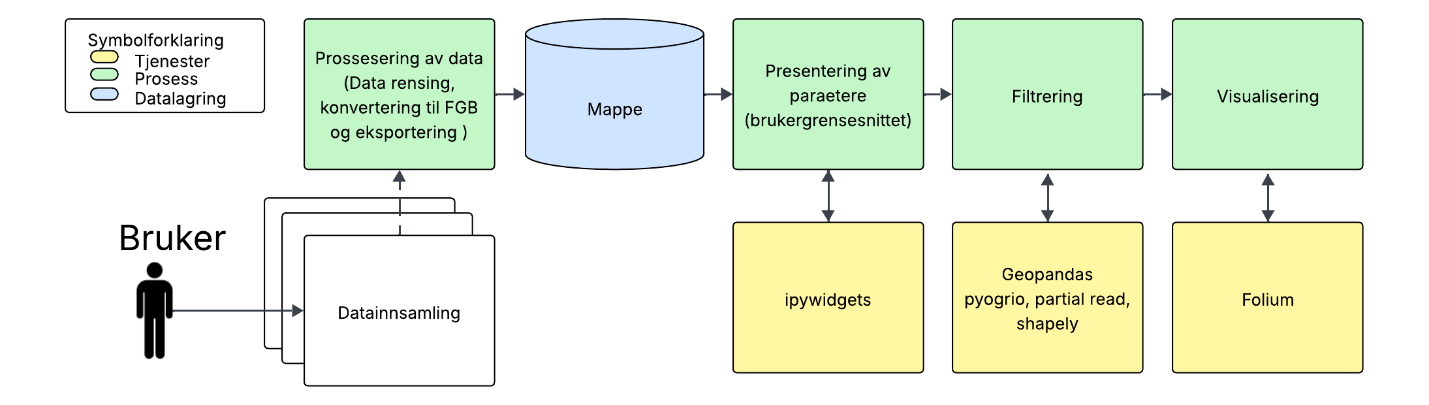 Symbolforklaring
Tjenester
Prosess
Datalagring
Prossesering av data
(Data rensing,
konvertering til FGB
og eksportering )
Mappe
Presentering av
paraetere
(brukergrensesnittet)
Filtrering
Visualisering
Bruker
Datainnsamling
ipywidgets
Geopandas
pyogrio, partial read,
shapely
Folium